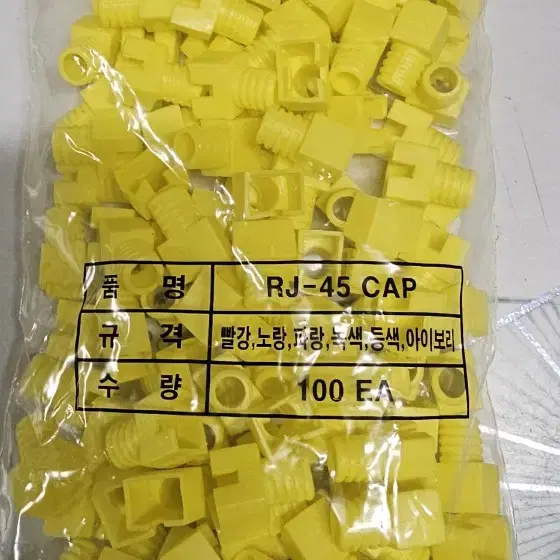 품 명 RJ-45 CAP
규 격 빨강,노랑,파랑,녹색,등색,아이보리
수 량 100 EA